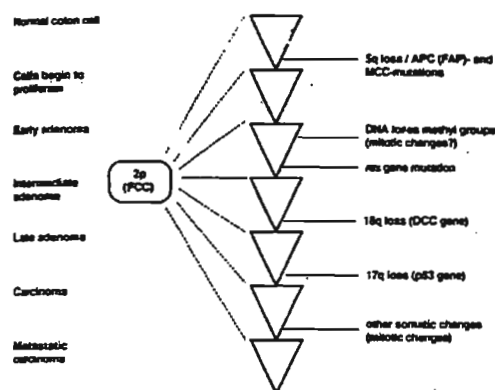 Normal colon cell
Cells begin to
proliferate
Early adenoma
Intermediate
adenoma
Late adenoma
Carcinoma
Metastatic
carcinoma
2p
(FCC)
5q loss / APC (FAP)- and
MCC-mutations
DNA loses methyl groups
(mitotic changes?)
ras gene mutation
18q loss (DCC gene)
17q loss (p53 gene)
other somatic changes
(mitotic changes)